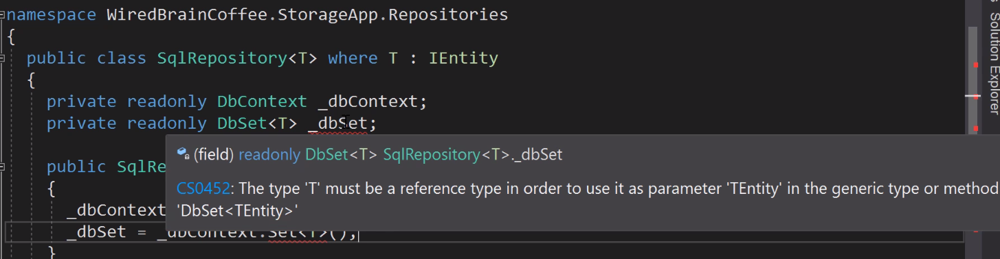 namespace WiredBrainCoffee.StorageApp.Repositories
{
public class SqlRepository<T> where T : IEntity
{
private readonly DbContext _dbContext;
private readonly DbSet<T> _dbSet;
(field) readonly DbSet<T> SqlRepository<T>._dbSet
public SqlRe
CS0452: The type 'T' must be a reference type in order to use it as parameter 'TEntity' in the generic type or method
{
_dbContext
'DbSet<TEntity>'
_dbSet = _dbContext.Set<T>();
}
Solution Explorer